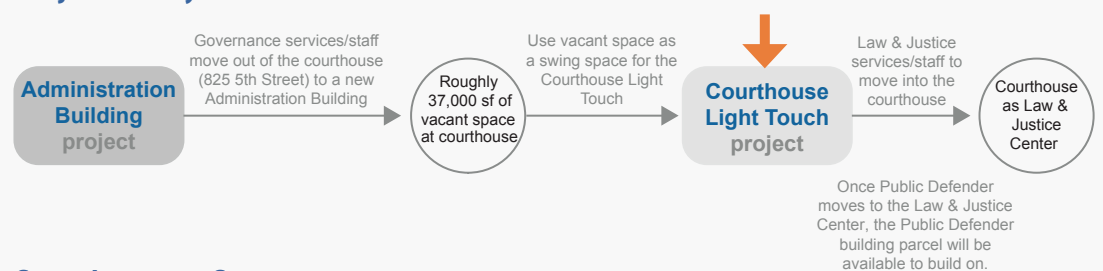 Administration
Building
project
Governance services/staff
move out of the courthouse
(825 5th Street) to a new
Administration Building
Roughly
37,000 sf of
vacant space
at courthouse
Use vacant space as
a swing space for the
Courthouse Light
Touch
Courthouse
Light Touch
project
Law & Justice
services/staff to
move into the
courthouse
Courthouse
as Law &
Justice
Center
Once Public Defender
moves to the Law & Justice
Center, the Public Defender
building parcel will be
available to build on.